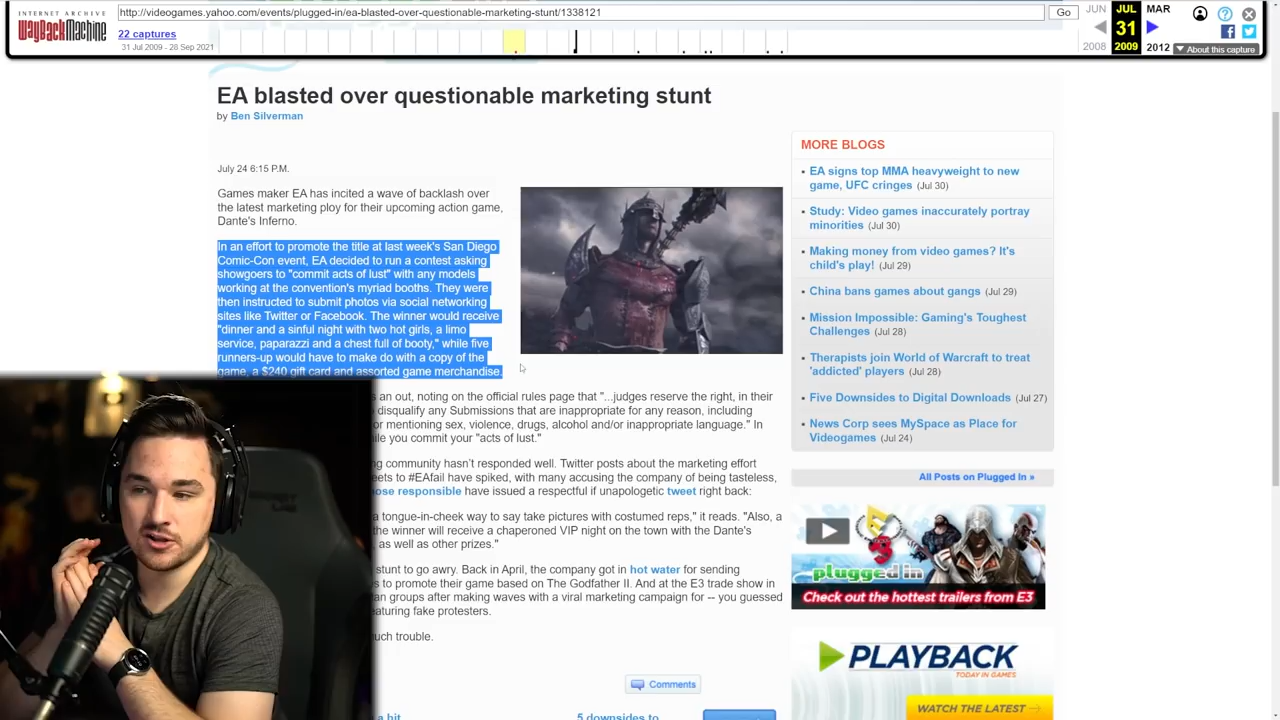 INTERNET ARCHIVE
WayBackMachine
http://videogames.yahoo.com/events/plugged-in/ea-blasted-over-questionable-marketing-stunt/1338121
Go
JUN
JUL
MAR
22 captures
31 Jul 2009 - 28 Sep 2021
31
2008
2009
2012
About this capture
EA blasted over questionable marketing stunt
by Ben Silverman
July 24 6:15 P.M.
Games maker EA has incited a wave of backlash over
the latest marketing ploy for their upcoming action game,
Dante's Inferno.
In an effort to promote the title at last week's San Diego
Comic-Con event, EA decided to run a contest asking
showgoers to "commit acts of lust" with any models
working at the convention's myriad booths. They were
then instructed to submit photos via social networking
sites like Twitter or Facebook. The winner would receive
"dinner and a sinful night with two hot girls, a limo
service, paparazzi and a chest full of booty," while five
runners-up would have to make do with a copy of the
game, a $240 gift card and assorted game merchandise.
s an out, noting on the official rules page that "...judges reserve the right, in their
disqualify any Submissions that are inappropriate for any reason, including
or mentioning sex, violence, drugs, alcohol and/or inappropriate language." In
ile you commit your "acts of lust."
ng community hasn't responded well. Twitter posts about the marketing effort
eets to #EAfail have spiked, with many accusing the company of being tasteless,
ose responsible have issued a respectful if unapologetic tweet right back:
a tongue-in-cheek way to say take pictures with costumed reps," it reads. "Also, a
the winner will receive a chaperoned VIP night on the town with the Dante's
, as well as other prizes."
stunt to go awry. Back in April, the company got in hot water for sending
s to promote their game based on The Godfather II. And at the E3 trade show in
an groups after making waves with a viral marketing campaign for -- you guessed
eaturing fake protesters.
uch trouble.
Comments
a hit
5 downsides to
MORE BLOGS
EA signs top MMA heavyweight to new
game, UFC cringes (Jul 30)
Study: Video games inaccurately portray
minorities (Jul 30)
Making money from video games? It's
child's play! (Jul 29)
China bans games about gangs (Jul 29)
Mission Impossible: Gaming's Toughest
Challenges (Jul 28)
Therapists join World of Warcraft to treat
'addicted' players (Jul 28)
Five Downsides to Digital Downloads (Jul 27)
News Corp sees MySpace as Place for
Videogames (Jul 24)
All Posts on Plugged In »
E3
plugged in
Check out the hottest trailers from E3
PLAYBACK
TODAY IN GAMES
WATCH THE LATEST